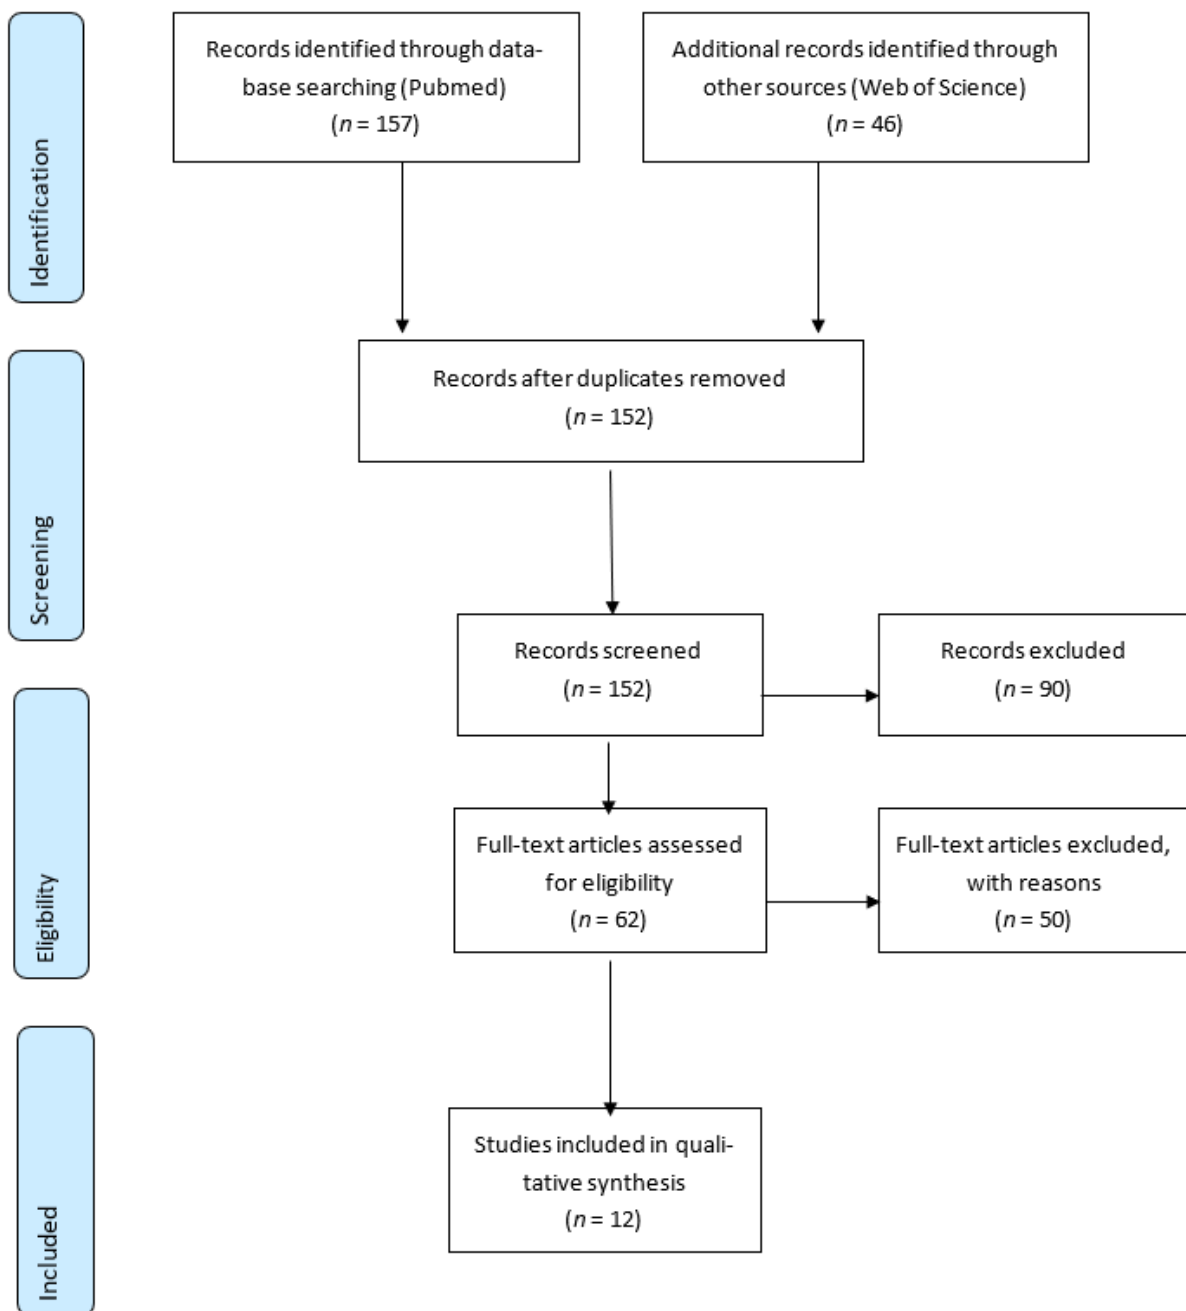 Identification
Records identified through data-
base searching (Pubmed)
(n = 157)
Additional records identified through
other sources (Web of Science)
(n = 46)
Screening
Records after duplicates removed
(n = 152)
Records screened
(n = 152)
Records excluded
(n = 90)
Eligibility
Full-text articles assessed
for eligibility
(n = 62)
Full-text articles excluded,
with reasons
(n = 50)
Included
Studies included in quali-
tative synthesis
(n = 12)